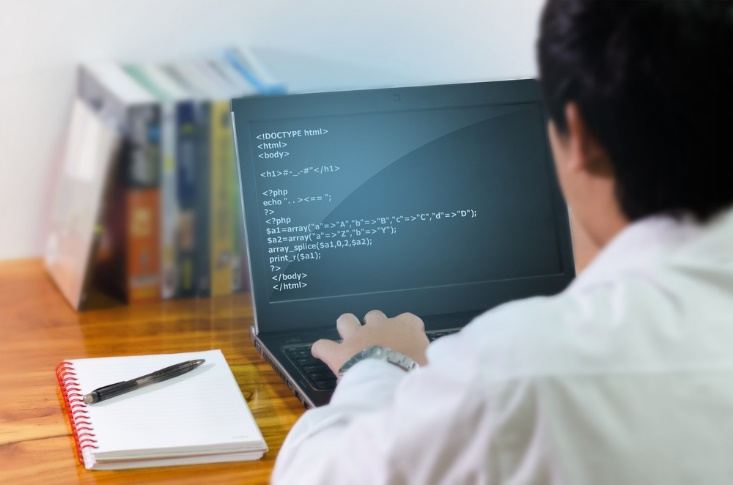 <!DOCTYPE html>
<html>
<body>
<h1>#-_.-#"</h1>
<?php
echo "..><==";
?>
<?php
$a1=array("a"=>"A","b"=>"B","c"=>"C","d"=>"D");
$a2=array("a"=>"Z","b"=>"Y");
array_splice($a1,0,2,$a2);
print_r($a1);
?>
</body>
</html>